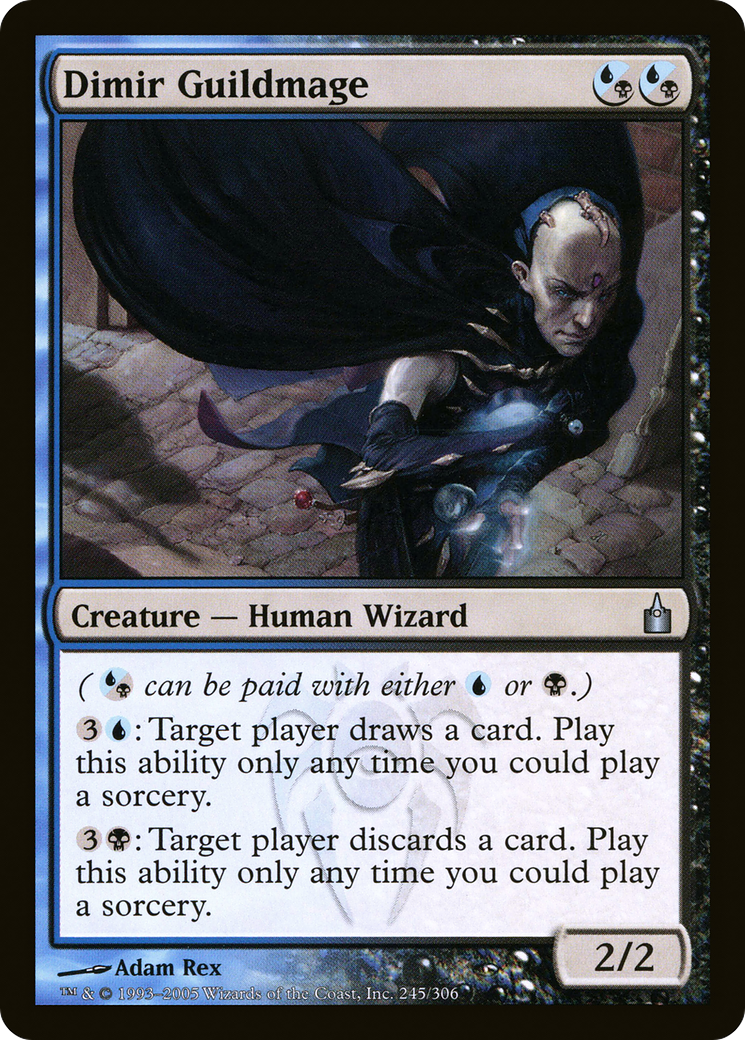 Dimir Guildmage
Creature — Human Wizard
( can be paid with either or .)
3: Target player draws a card. Play
this ability only any time you could play
a sorcery.
3: Target player discards a card. Play
this ability only any time you could play
a sorcery.
2/2
Adam Rex
™ & © 1993–2005 Wizards of the Coast, Inc. 245/306